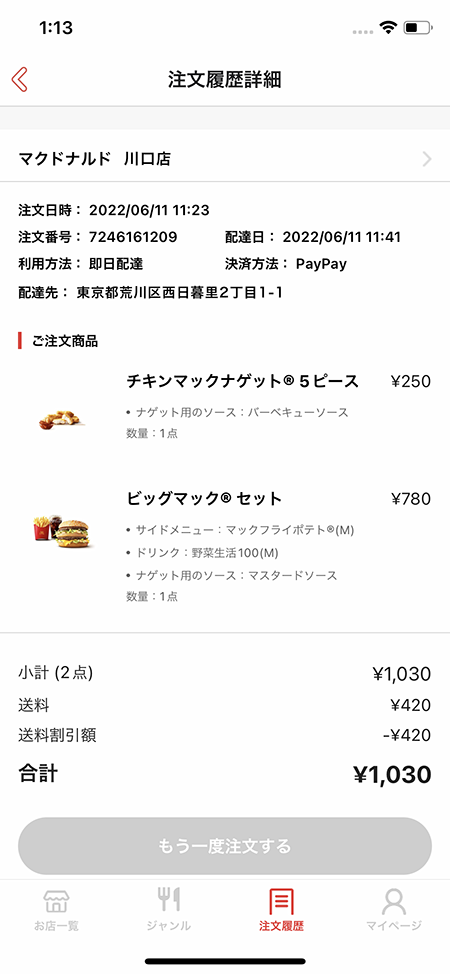 1:13
注文履歴詳細
マクドナルド 川口店
注文日時： 2022/06/11 11:23
注文番号： 7246161209 配達日： 2022/06/11 11:41
利用方法： 即日配達 決済方法： PayPay
配達先： 東京都荒川区西日暮里2丁目1-1
ご注文商品
チキンマックナゲット® 5ピース ¥250
• ナゲット用のソース：バーベキューソース
数量：1点
ビッグマック® セット ¥780
• サイドメニュー：マックフライポテト®(M)
• ドリンク：野菜生活100(M)
• ナゲット用のソース：マスタードソース
数量：1点
小計 (2点) ¥1,030
送料 ¥420
送料割引額 -¥420
合計 ¥1,030
もう一度注文する
お店一覧 ジャンル 注文履歴 マイページ